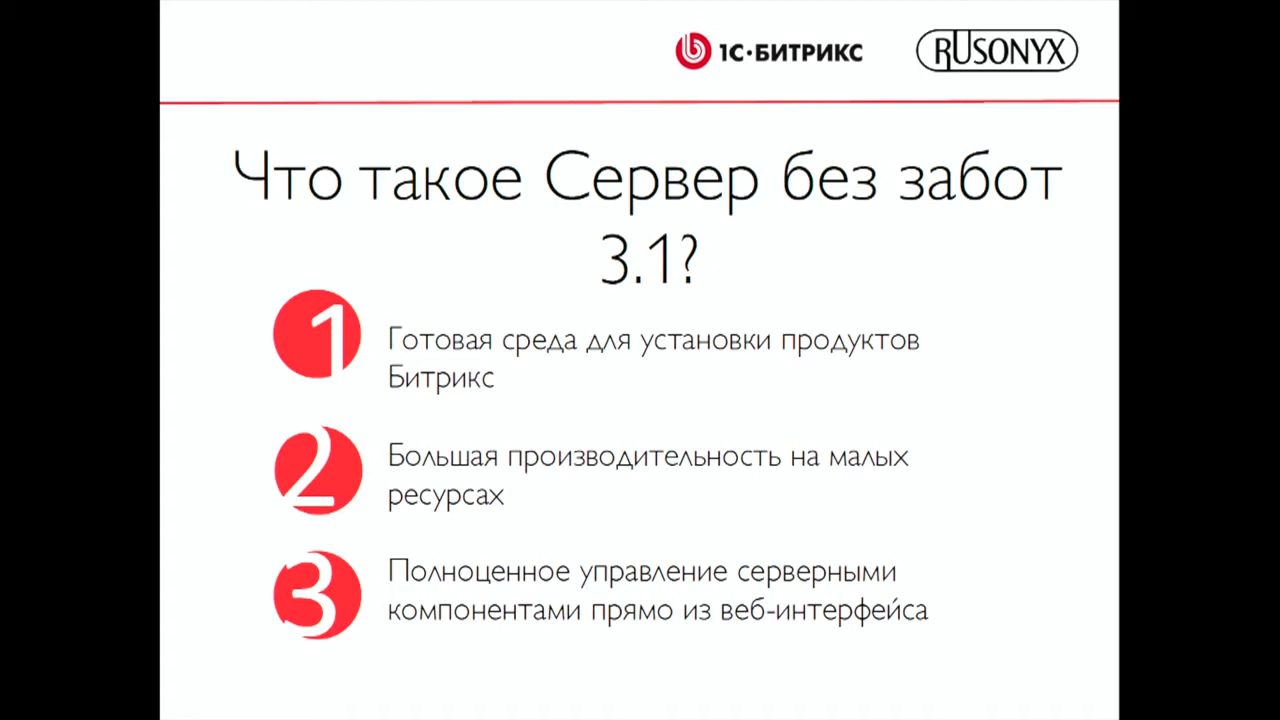 1С·БИТРИКС
RUSONYX
Что такое Сервер без забот
3.1?
1
Готовая среда для установки продуктов
Битрикс
2
Большая производительность на малых
ресурсах
3
Полноценное управление серверными
компонентами прямо из веб-интерфейса